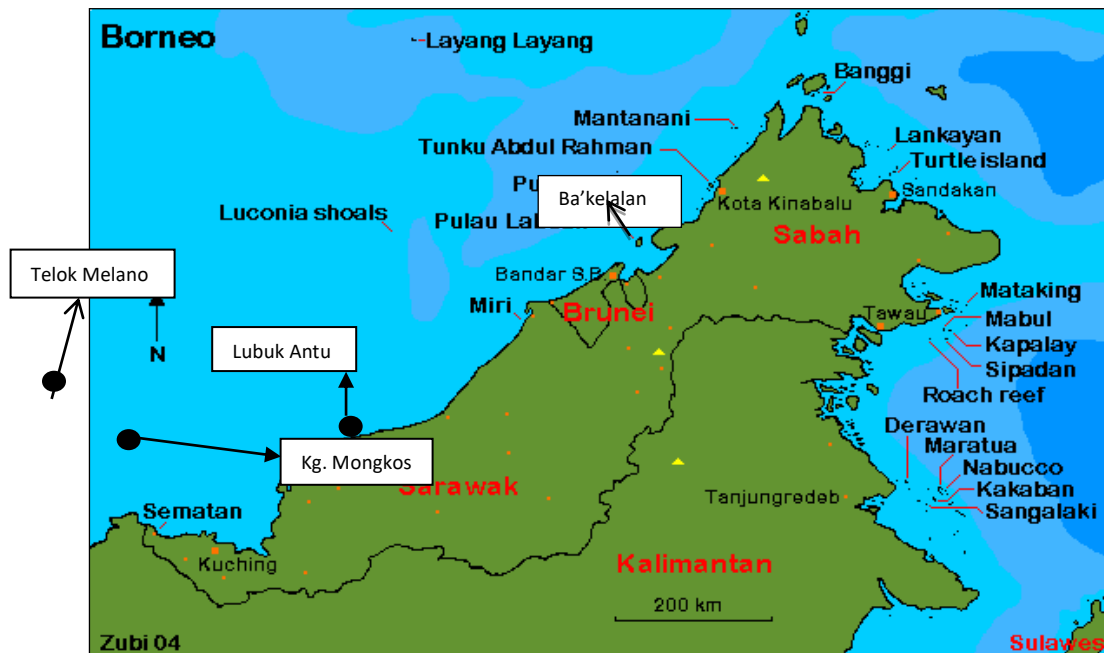 Borneo
Layang Layang
Banggi
Mantanani
Lankayan
Tunku Abdul Rahman
Turtle island
Ba'kelalan
Sandakan
Kota Kinabalu
Luconia shoals
Pulau
Sabah
Telok Melano
Bandar S.B.
Mataking
Miri
Brunei
Tawau
Mabul
N
Lubuk Antu
Kapalay
Sipadan
Roach reef
Derawan
Maratua
Kg. Mongkos
Nabucco
Sarawak
Kakaban
Tanjungredeb
Sangalaki
Sematan
Kuching
Kalimantan
200 km
Zubi 04
Sulawes